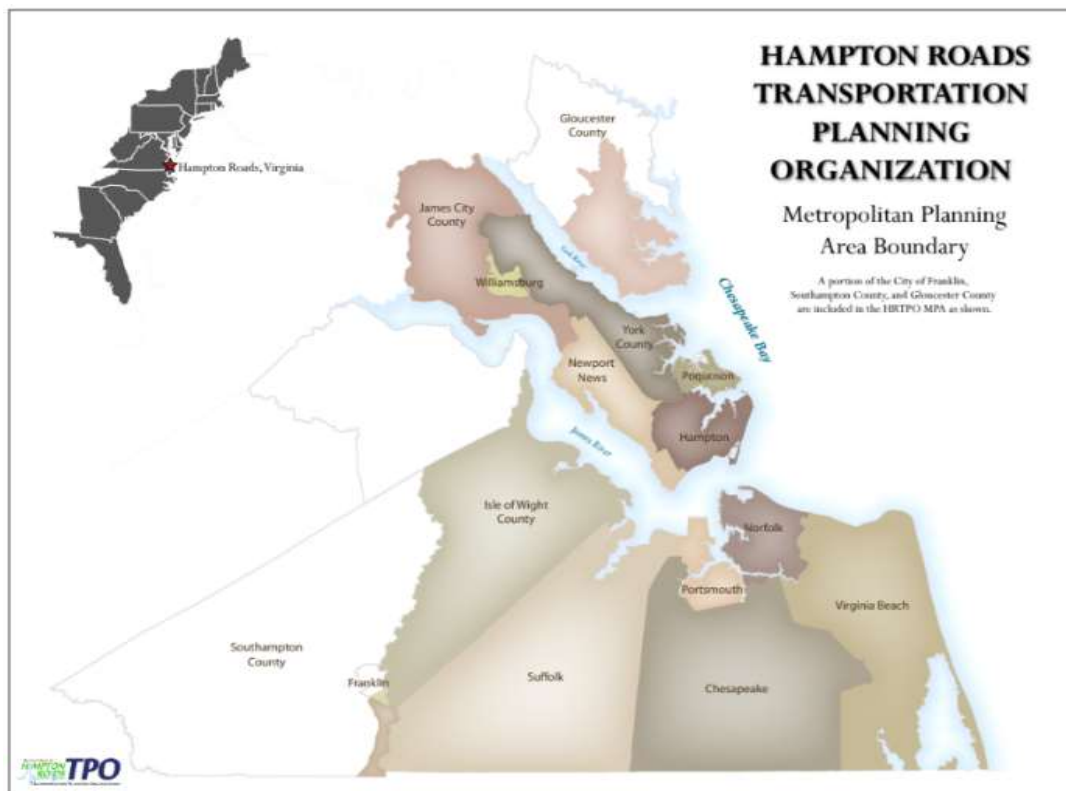 HAMPTON ROADS
TRANSPORTATION
PLANNING
ORGANIZATION
Metropolitan Planning
Area Boundary
A portion of the City of Franklin,
Southampton County, and Gloucester County
are included in the HRTPO MPA as shown.
Hampton Roads, Virginia
Gloucester
County
James City
County
York River
Williamsburg
Chesapeake Bay
York
County
Newport
News
Poquoson
Hampton
James River
Isle of Wight
County
Norfolk
Portsmouth
Virginia Beach
Southampton
County
Franklin
Suffolk
Chesapeake
HAMPTON
ROADS
TPO